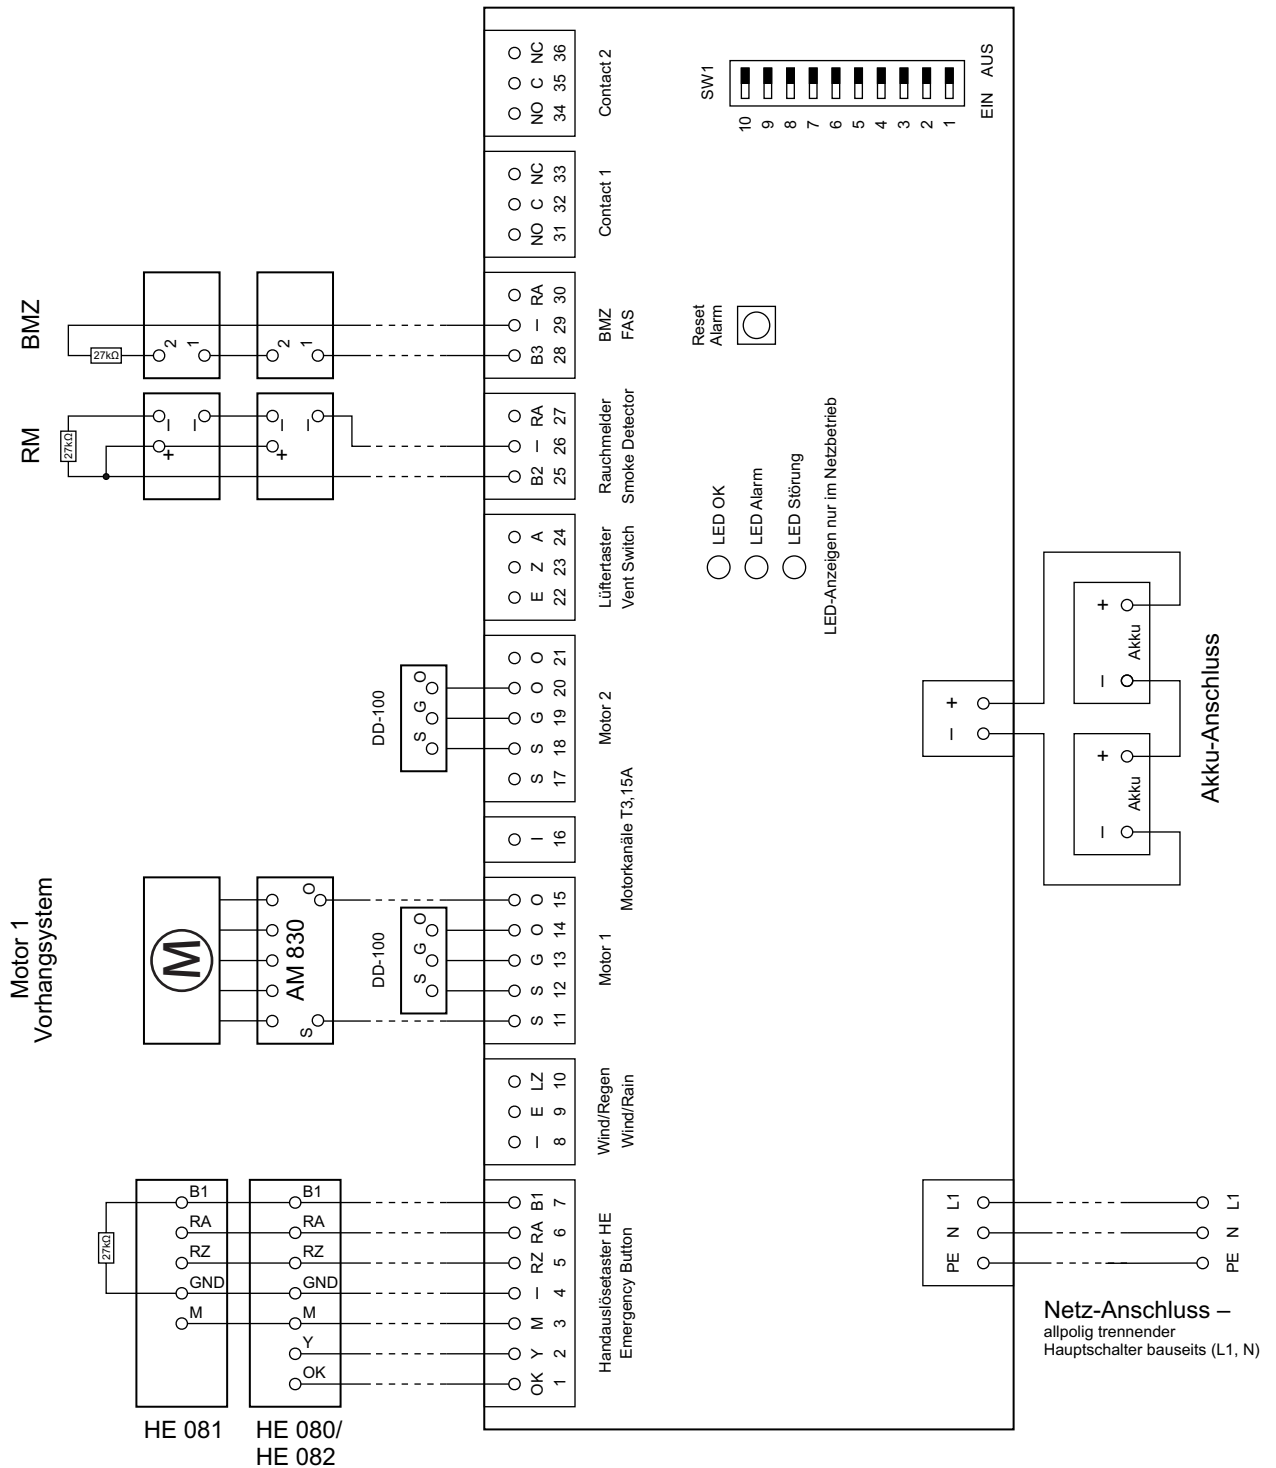 NC 36
C 35
NO 34
Contact 2
NC 33
C 32
NO 31
Contact 1
SW1
10
9
8
7
6
5
4
3
2
1
EIN AUS
BMZ
27kΩ
2
1
2
1
RA 30
I 29
B3 28
BMZ
FAS
Reset
Alarm
RM
27kΩ
–
–
+
–
–
+
RA 27
I 26
B2 25
Rauchmelder
Smoke Detector
A 24
Z 23
E 22
Lüftertaster
Vent Switch
LED OK
LED Alarm
LED Störung
LED-Anzeigen nur im Netzbetrieb
DD-100
S G O
O 21
O 20
G 19
S 18
S 17
Motor 2
I 16
Motorkanäle T3,15A
Motor 1
Vorhangsystem
M
AM 830
S
O
DD-100
S G O
O 15
O 14
G 13
S 12
S 11
Motor 1
+
–
+
–
Akku
+
–
Akku
Akku-Anschluss
LZ 10
E 9
I 8
Wind/Regen
Wind/Rain
27kΩ
B1
RA
RZ
GND
M
B1
RA
RZ
GND
M
Y
OK
B1 7
RA 6
RZ 5
I 4
M 3
Y 2
OK 1
Handauslösetaster HE
Emergency Button
HE 081
HE 080/
HE 082
L1
N
PE
L1
N
PE
Netz-Anschluss –
allpolig trennender
Hauptschalter bauseits (L1, N)